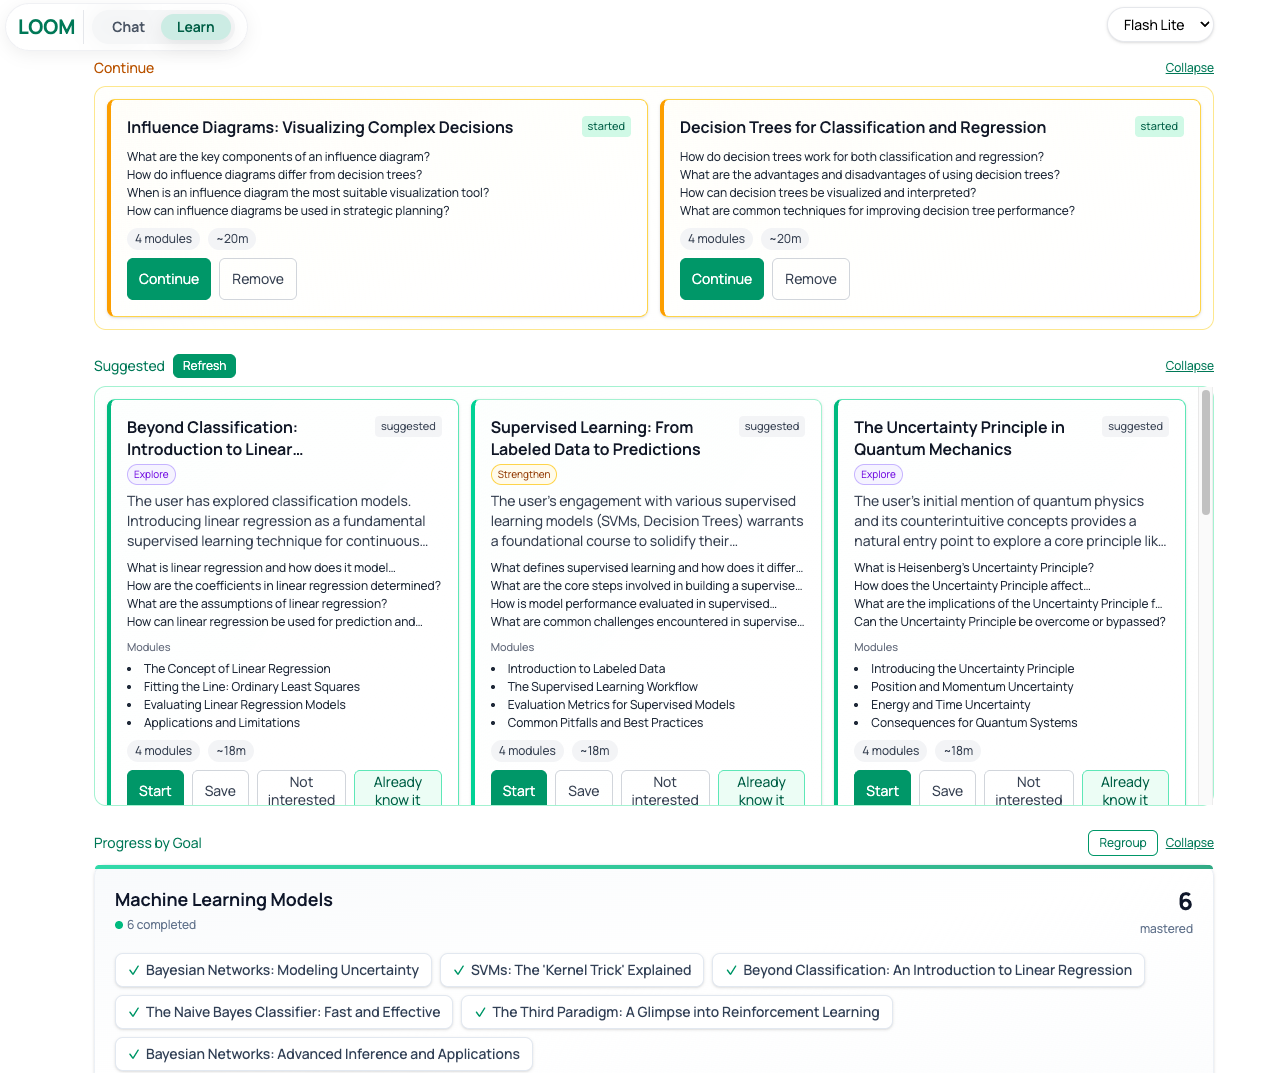 LOOM
Chat
Learn
Flash Lite
Continue
Collapse
Influence Diagrams: Visualizing Complex Decisions
started
What are the key components of an influence diagram?
How do influence diagrams differ from decision trees?
When is an influence diagram the most suitable visualization tool?
How can influence diagrams be used in strategic planning?
4 modules
~20m
Continue
Remove
Decision Trees for Classification and Regression
started
How do decision trees work for both classification and regression?
What are the advantages and disadvantages of using decision trees?
How can decision trees be visualized and interpreted?
What are common techniques for improving decision tree performance?
4 modules
~20m
Continue
Remove
Suggested
Refresh
Collapse
Beyond Classification:
Introduction to Linear…
suggested
Explore
The user has explored classification models.
Introducing linear regression as a fundamental
supervised learning technique for continuous…
What is linear regression and how does it model…
How are the coefficients in linear regression determined?
What are the assumptions of linear regression?
How can linear regression be used for prediction and…
Modules
• The Concept of Linear Regression
• Fitting the Line: Ordinary Least Squares
• Evaluating Linear Regression Models
• Applications and Limitations
4 modules
~18m
Start
Save
Not
interested
Already
know it
Supervised Learning: From
Labeled Data to Predictions
suggested
Strengthen
The user's engagement with various supervised
learning models (SVMs, Decision Trees) warrants
a foundational course to solidify their…
What defines supervised learning and how does it differ…
What are the core steps involved in building a supervise…
How is model performance evaluated in supervised…
What are common challenges encountered in supervise…
Modules
• Introduction to Labeled Data
• The Supervised Learning Workflow
• Evaluation Metrics for Supervised Models
• Common Pitfalls and Best Practices
4 modules
~18m
Start
Save
Not
interested
Already
know it
The Uncertainty Principle in
Quantum Mechanics
suggested
Explore
The user's initial mention of quantum physics
and its counterintuitive concepts provides a
natural entry point to explore a core principle lik…
What is Heisenberg's Uncertainty Principle?
How does the Uncertainty Principle affect…
What are the implications of the Uncertainty Principle f…
Can the Uncertainty Principle be overcome or bypassed?
Modules
• Introducing the Uncertainty Principle
• Position and Momentum Uncertainty
• Energy and Time Uncertainty
• Consequences for Quantum Systems
4 modules
~18m
Start
Save
Not
interested
Already
know it
Progress by Goal
Regroup
Collapse
Machine Learning Models
6
6 completed
mastered
✓ Bayesian Networks: Modeling Uncertainty
✓ SVMs: The 'Kernel Trick' Explained
✓ Beyond Classification: An Introduction to Linear Regression
✓ The Naive Bayes Classifier: Fast and Effective
✓ The Third Paradigm: A Glimpse into Reinforcement Learning
✓ Bayesian Networks: Advanced Inference and Applications